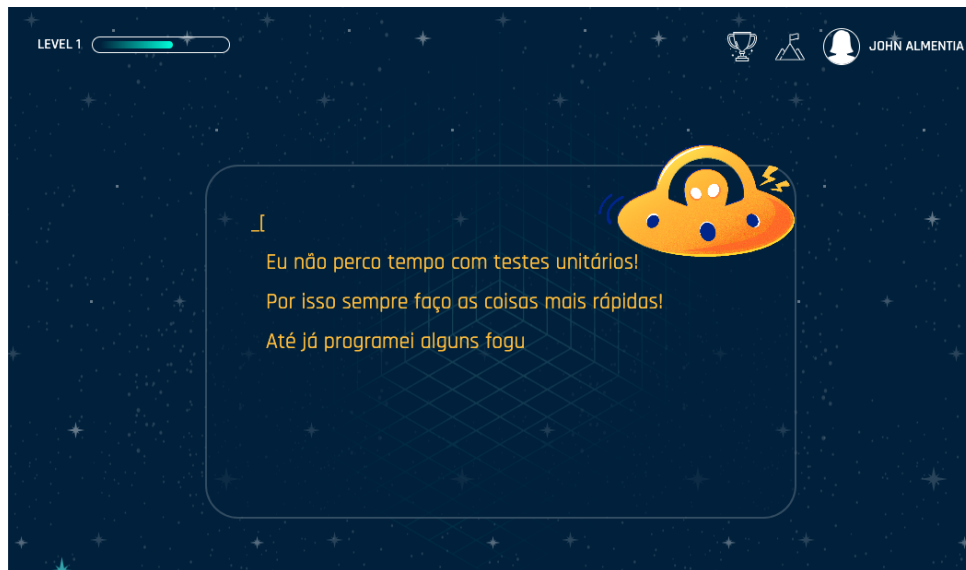 LEVEL 1
JOHN ALMENTIA
_[
Eu não perco tempo com testes unitários!
Por isso sempre faço as coisas mais rápidas!
Até já programei alguns fogu